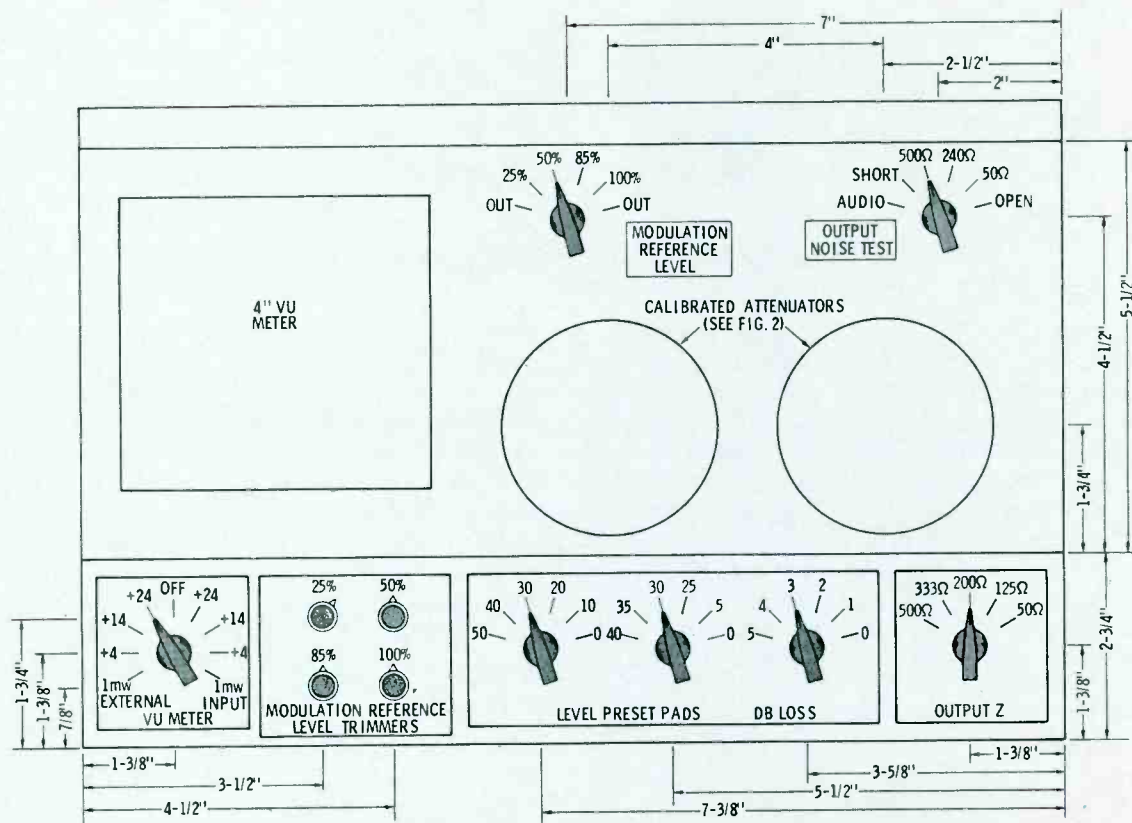 7"
4"
2-1/2"
2"
50% 85%
25% 100%
OUT OUT
MODULATION
REFERENCE
LEVEL
500Ω 240Ω
SHORT 50Ω
AUDIO OPEN
OUTPUT
NOISE TEST
4" VU
METER
CALIBRATED ATTENUATORS
(SEE FIG. 2)
5-1/2"
4-1/2"
1-3/4"
OFF
+24 +24
+14 +14
+4 +4
1mw 1mw
EXTERNAL INPUT
VU METER
25% 50%
85% 100%
MODULATION REFERENCE
LEVEL TRIMMERS
30 20
40 10
50 0
30 25
35 5
40 0
3 2
4 1
5 0
LEVEL PRESET PADS DB LOSS
200Ω
333Ω 125Ω
500Ω 50Ω
OUTPUT Z
1-3/4"
1-3/8"
7/8"
2-3/4"
1-3/8"
1-3/8"
3-1/2"
4-1/2"
1-3/8"
3-5/8"
5-1/2"
7-3/8"